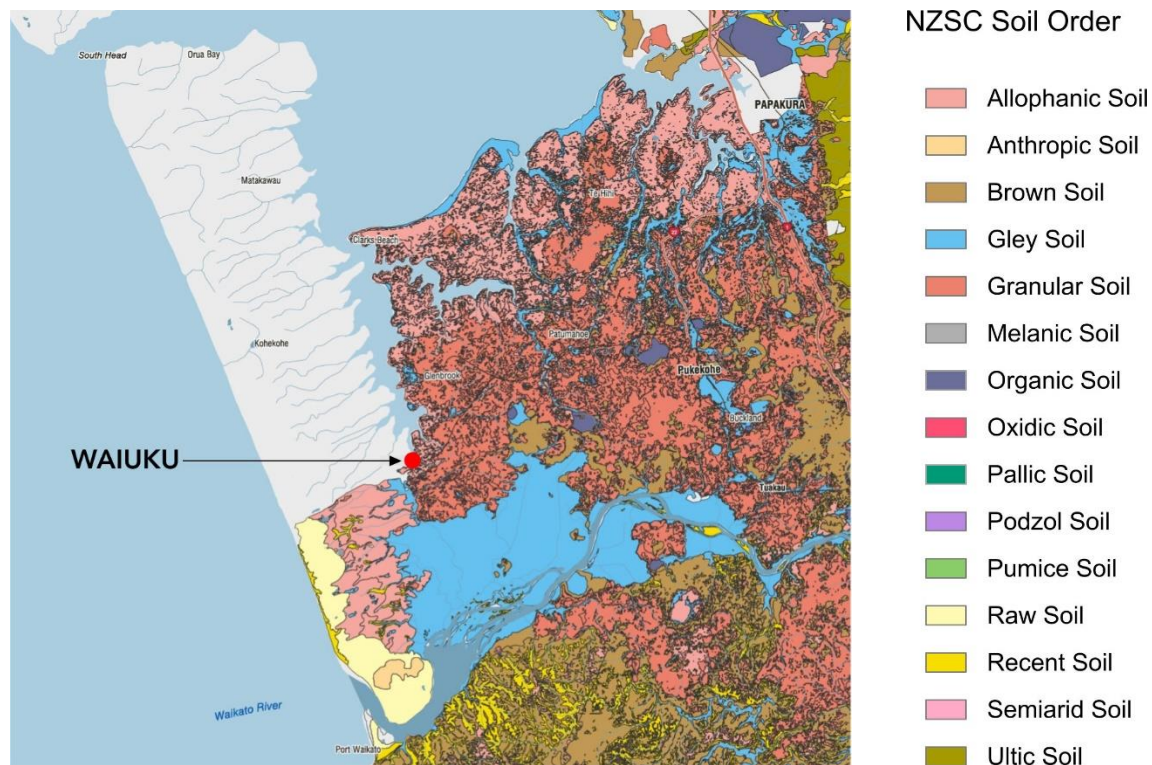 NZSC Soil Order
South Head
Orua Bay
Allophanic Soil
PAPAKURA
Anthropic Soil
Matakawau
Te Hihi
Brown Soil
Clarks Beach
Gley Soil
Granular Soil
Kohekohe
Patumahoe
Melanic Soil
Glenbrook
Pukekohe
Organic Soil
Buckland
Oxidic Soil
WAIUKU
Pallic Soil
Tuakau
Podzol Soil
Pumice Soil
Raw Soil
Recent Soil
Waikato River
Semiarid Soil
Port Waikato
Ultic Soil